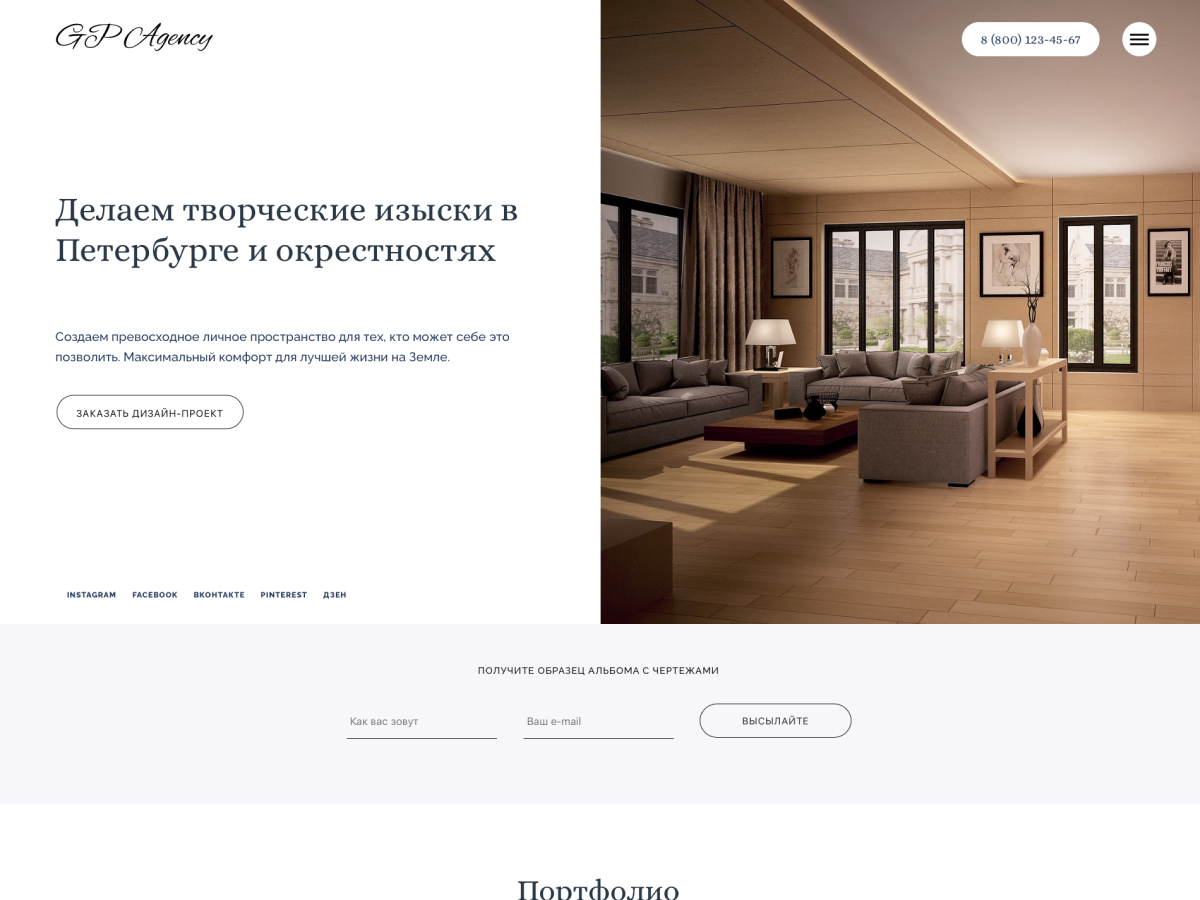 GP Agency
8 (800) 123-45-67
Делаем творческие изыски в
Петербурге и окрестностях
Создаем превосходное личное пространство для тех, кто может себе это
позволить. Максимальный комфорт для лучшей жизни на Земле.
ЗАКАЗАТЬ ДИЗАЙН-ПРОЕКТ
INSTAGRAM FACEBOOK ВКОНТАКТЕ PINTEREST ДЗЕН
ПОЛУЧИТЕ ОБРАЗЕЦ АЛЬБОМА С ЧЕРТЕЖАМИ
Как вас зовут Ваш e-mail ВЫСЫЛАЙТЕ
Портфолио